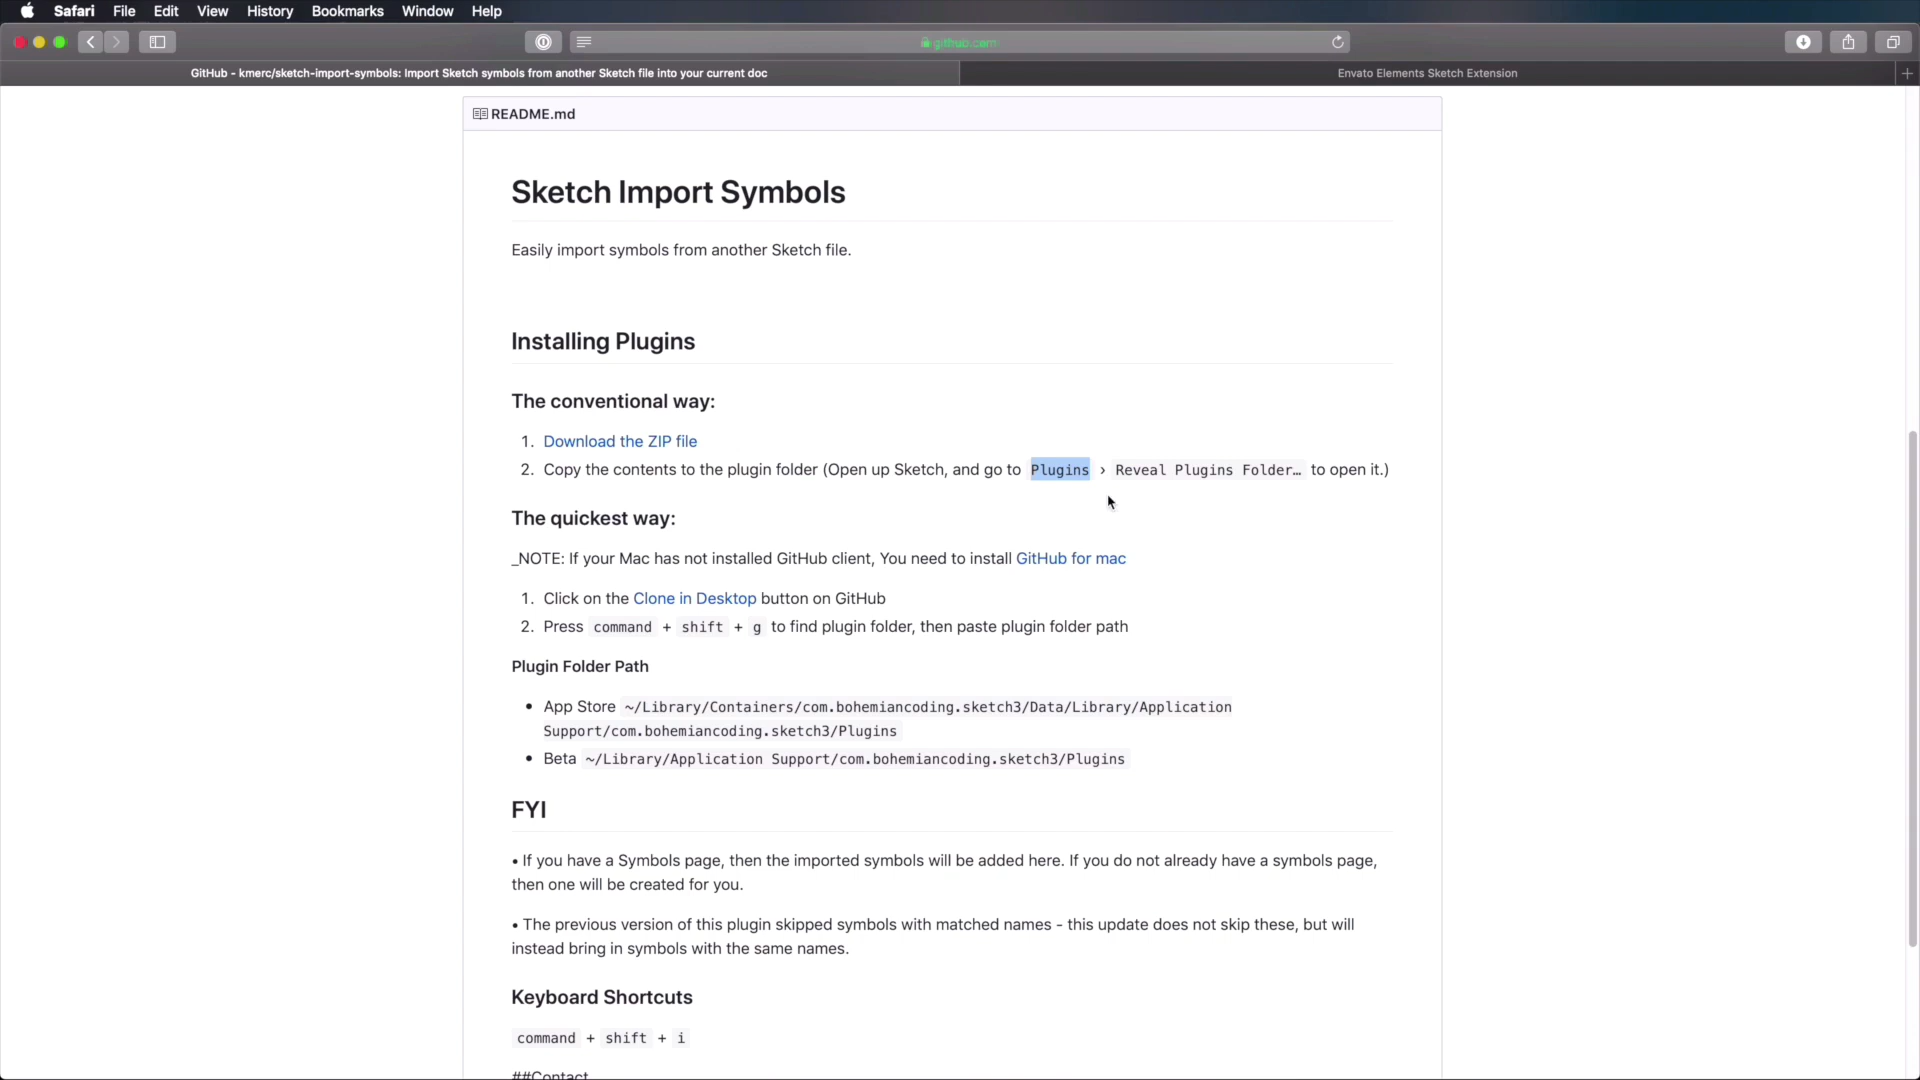 Safari File Edit View History Bookmarks Window Help
github.com
GitHub - kmerc/sketch-import-symbols: Import Sketch symbols from another Sketch file into your current doc
Envato Elements Sketch Extension
README.md
Sketch Import Symbols
Easily import symbols from another Sketch file.
Installing Plugins
The conventional way:
1. Download the ZIP file
2. Copy the contents to the plugin folder (Open up Sketch, and go to Plugins › Reveal Plugins Folder… to open it.)
The quickest way:
_NOTE: If your Mac has not installed GitHub client, You need to install GitHub for mac
1. Click on the Clone in Desktop button on GitHub
2. Press command + shift + g to find plugin folder, then paste plugin folder path
Plugin Folder Path
• App Store ~/Library/Containers/com.bohemiancoding.sketch3/Data/Library/Application
Support/com.bohemiancoding.sketch3/Plugins
• Beta ~/Library/Application Support/com.bohemiancoding.sketch3/Plugins
FYI
• If you have a Symbols page, then the imported symbols will be added here. If you do not already have a symbols page,
then one will be created for you.
• The previous version of this plugin skipped symbols with matched names - this update does not skip these, but will
instead bring in symbols with the same names.
Keyboard Shortcuts
command + shift + i
##Contact